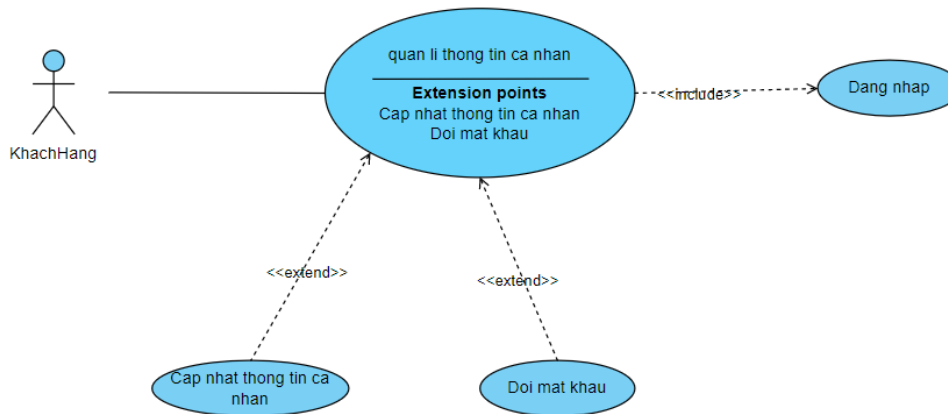 quan li thong tin ca nhan
Extension points
Cap nhat thong tin ca nhan
Doi mat khau
<<include>>
Dang nhap
KhachHang
<<extend>>
<<extend>>
Cap nhat thong tin ca
nhan
Doi mat khau